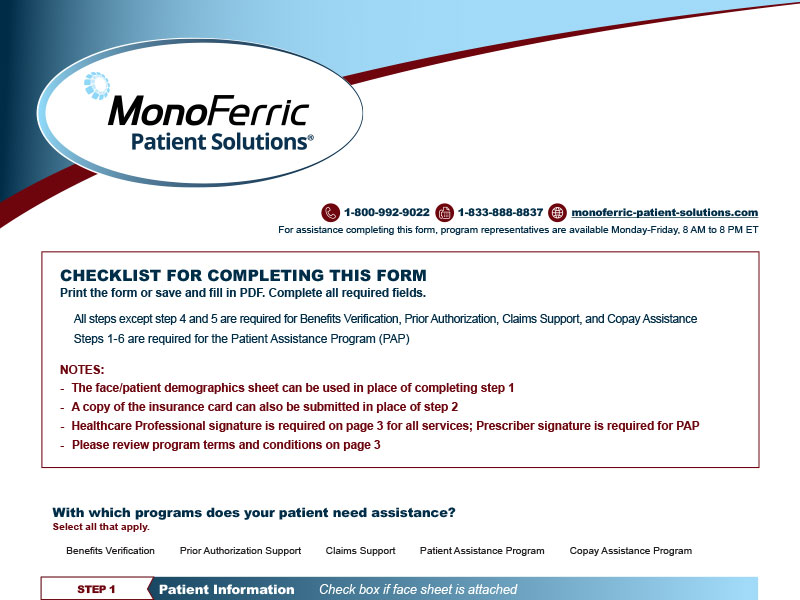 MonoFerric
Patient Solutions®
1-800-992-9022 1-833-888-8837 monoferric-patient-solutions.com
For assistance completing this form, program representatives are available Monday-Friday, 8 AM to 8 PM ET
CHECKLIST FOR COMPLETING THIS FORM
Print the form or save and fill in PDF. Complete all required fields.
All steps except step 4 and 5 are required for Benefits Verification, Prior Authorization, Claims Support, and Copay Assistance
Steps 1-6 are required for the Patient Assistance Program (PAP)
NOTES:
- The face/patient demographics sheet can be used in place of completing step 1
- A copy of the insurance card can also be submitted in place of step 2
- Healthcare Professional signature is required on page 3 for all services; Prescriber signature is required for PAP
- Please review program terms and conditions on page 3
With which programs does your patient need assistance?
Select all that apply.
Benefits Verification Prior Authorization Support Claims Support Patient Assistance Program Copay Assistance Program
STEP 1 Patient Information Check box if face sheet is attached